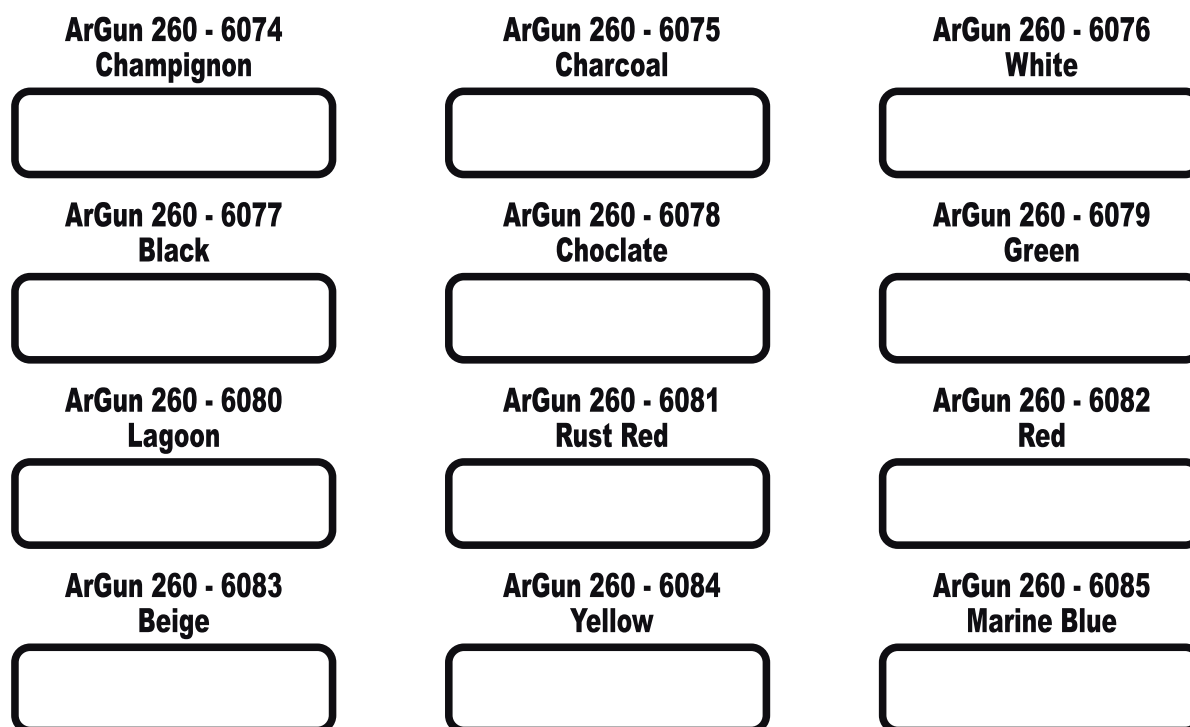 ArGun 260 - 6074
Champignon
ArGun 260 - 6075
Charcoal
ArGun 260 - 6076
White
ArGun 260 - 6077
Black
ArGun 260 - 6078
Choclate
ArGun 260 - 6079
Green
ArGun 260 - 6080
Lagoon
ArGun 260 - 6081
Rust Red
ArGun 260 - 6082
Red
ArGun 260 - 6083
Beige
ArGun 260 - 6084
Yellow
ArGun 260 - 6085
Marine Blue